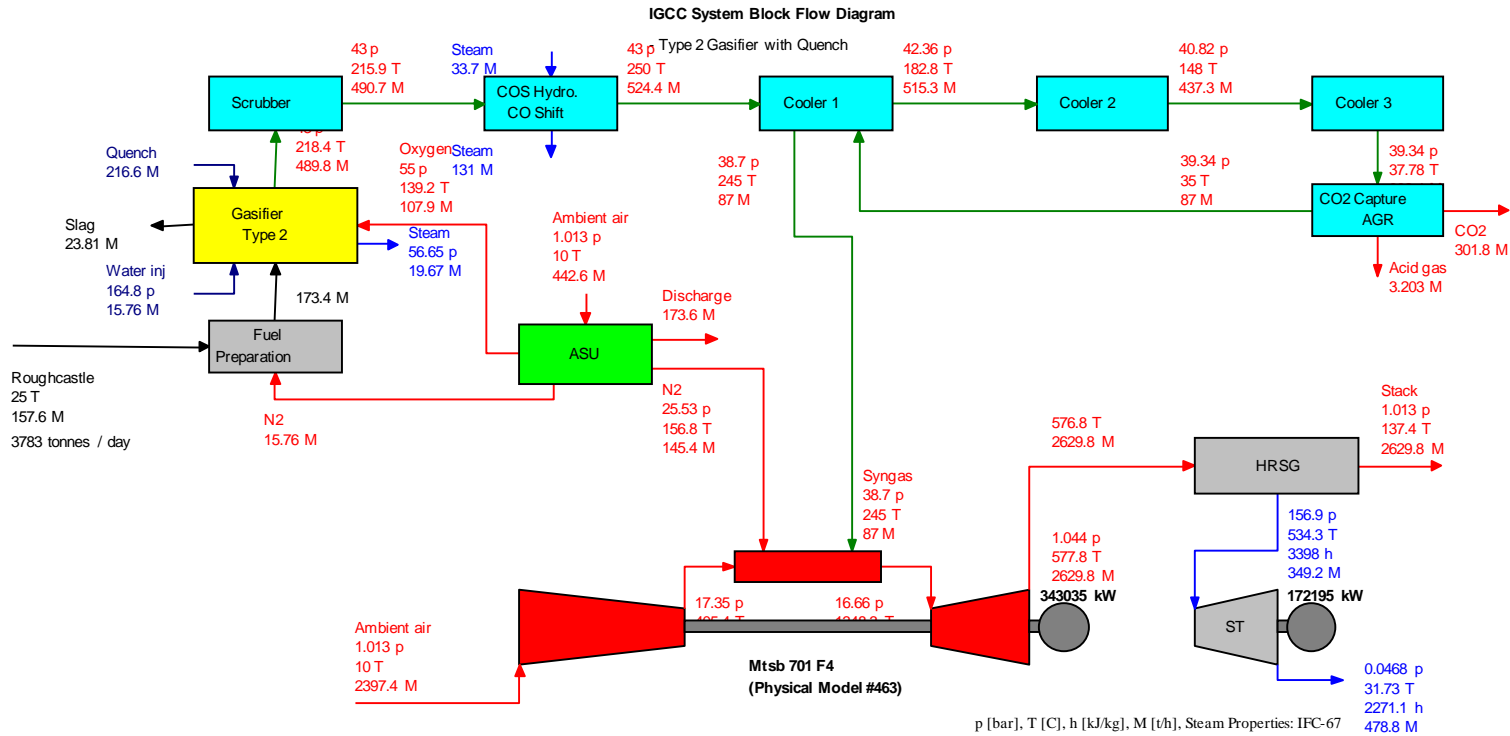 IGCC System Block Flow Diagram
- Type 2 Gasifier with Quench
43 p
215.9 T
490.7 M
Steam
33.7 M
43 p
250 T
524.4 M
42.36 p
182.8 T
515.3 M
40.82 p
148 T
437.3 M
Scrubber
COS Hydro.
CO Shift
Cooler 1
Cooler 2
Cooler 3
218.4 T
489.8 M
Quench
216.6 M
Oxygen
55 p
139.2 T
107.9 M
Steam
131 M
38.7 p
245 T
87 M
39.34 p
35 T
87 M
39.34 p
37.78 T
Gasifier
Type 2
Slag
23.81 M
Steam
56.65 p
19.67 M
Ambient air
1.013 p
10 T
442.6 M
CO2 Capture
AGR
CO2
301.8 M
Acid gas
3.203 M
Water inj
164.8 p
15.76 M
173.4 M
Discharge
173.6 M
Fuel
Preparation
ASU
Roughcastle
25 T
157.6 M
3783 tonnes / day
N2
15.76 M
N2
25.53 p
156.8 T
145.4 M
576.8 T
2629.8 M
Stack
1.013 p
137.4 T
2629.8 M
HRSG
Syngas
38.7 p
245 T
87 M
156.9 p
534.3 T
3398 h
349.2 M
1.044 p
577.8 T
2629.8 M
343035 kW
172195 kW
17.35 p
16.66 p
ST
Ambient air
1.013 p
10 T
2397.4 M
Mtsb 701 F4
(Physical Model #463)
0.0468 p
31.73 T
2271.1 h
478.8 M
p [bar], T [C], h [kJ/kg], M [t/h], Steam Properties: IFC-67